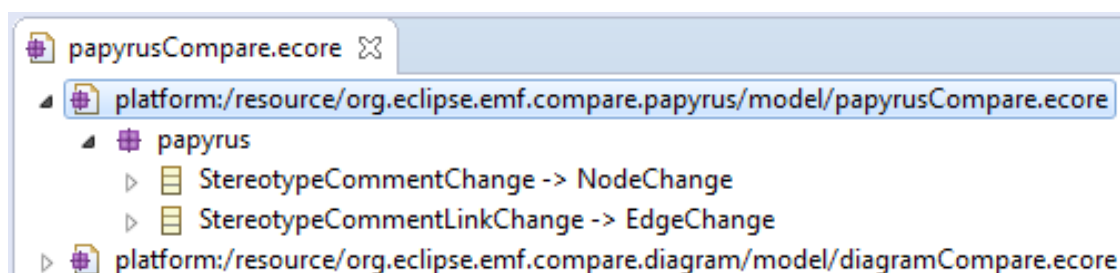 papyrusCompare.ecore
platform:/resource/org.eclipse.emf.compare.papyrus/model/papyrusCompare.ecore
papyrus
StereotypeCommentChange -> NodeChange
StereotypeCommentLinkChange -> EdgeChange
platform:/resource/org.eclipse.emf.compare.diagram/model/diagramCompare.ecore